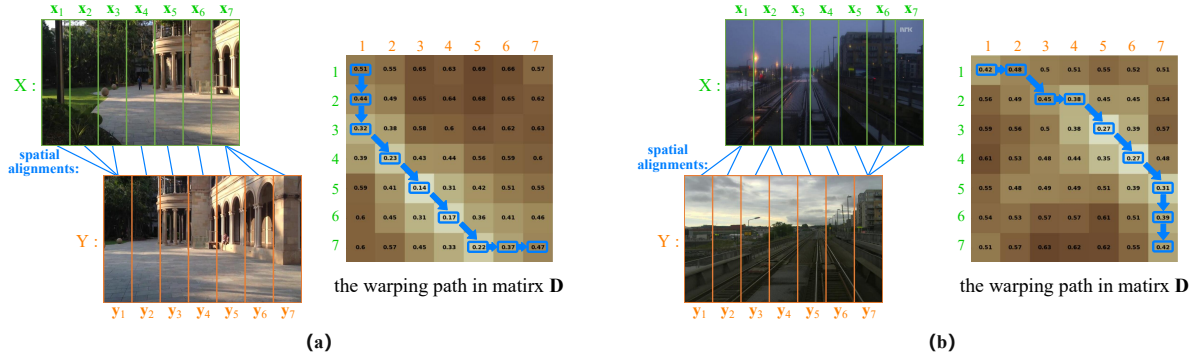 x1 x2 x3 x4 x5 x6 x7
X :
spatial
alignments:
Y :
y1 y2 y3 y4 y5 y6 y7
1 2 3 4 5 6 7
1 0.51 0.55 0.65 0.63 0.69 0.66 0.57
2 0.44 0.49 0.65 0.65 0.68 0.65 0.62
3 0.32 0.38 0.58 0.6 0.64 0.62 0.63
4 0.39 0.23 0.43 0.44 0.56 0.59 0.6
5 0.59 0.41 0.14 0.31 0.42 0.51 0.55
6 0.6 0.45 0.31 0.17 0.36 0.41 0.46
7 0.6 0.57 0.45 0.33 0.22 0.37 0.47
the warping path in matirx D
(a)
x1 x2 x3 x4 x5 x6 x7
X :
spatial
alignments:
Y :
y1 y2 y3 y4 y5 y6 y7
1 2 3 4 5 6 7
1 0.42 0.48 0.5 0.51 0.55 0.52 0.51
2 0.56 0.49 0.45 0.38 0.45 0.45 0.54
3 0.59 0.56 0.5 0.38 0.27 0.39 0.57
4 0.61 0.53 0.48 0.44 0.35 0.27 0.48
5 0.55 0.48 0.49 0.49 0.51 0.39 0.31
6 0.54 0.53 0.57 0.57 0.61 0.51 0.39
7 0.51 0.57 0.63 0.62 0.62 0.55 0.42
the warping path in matirx D
(b)